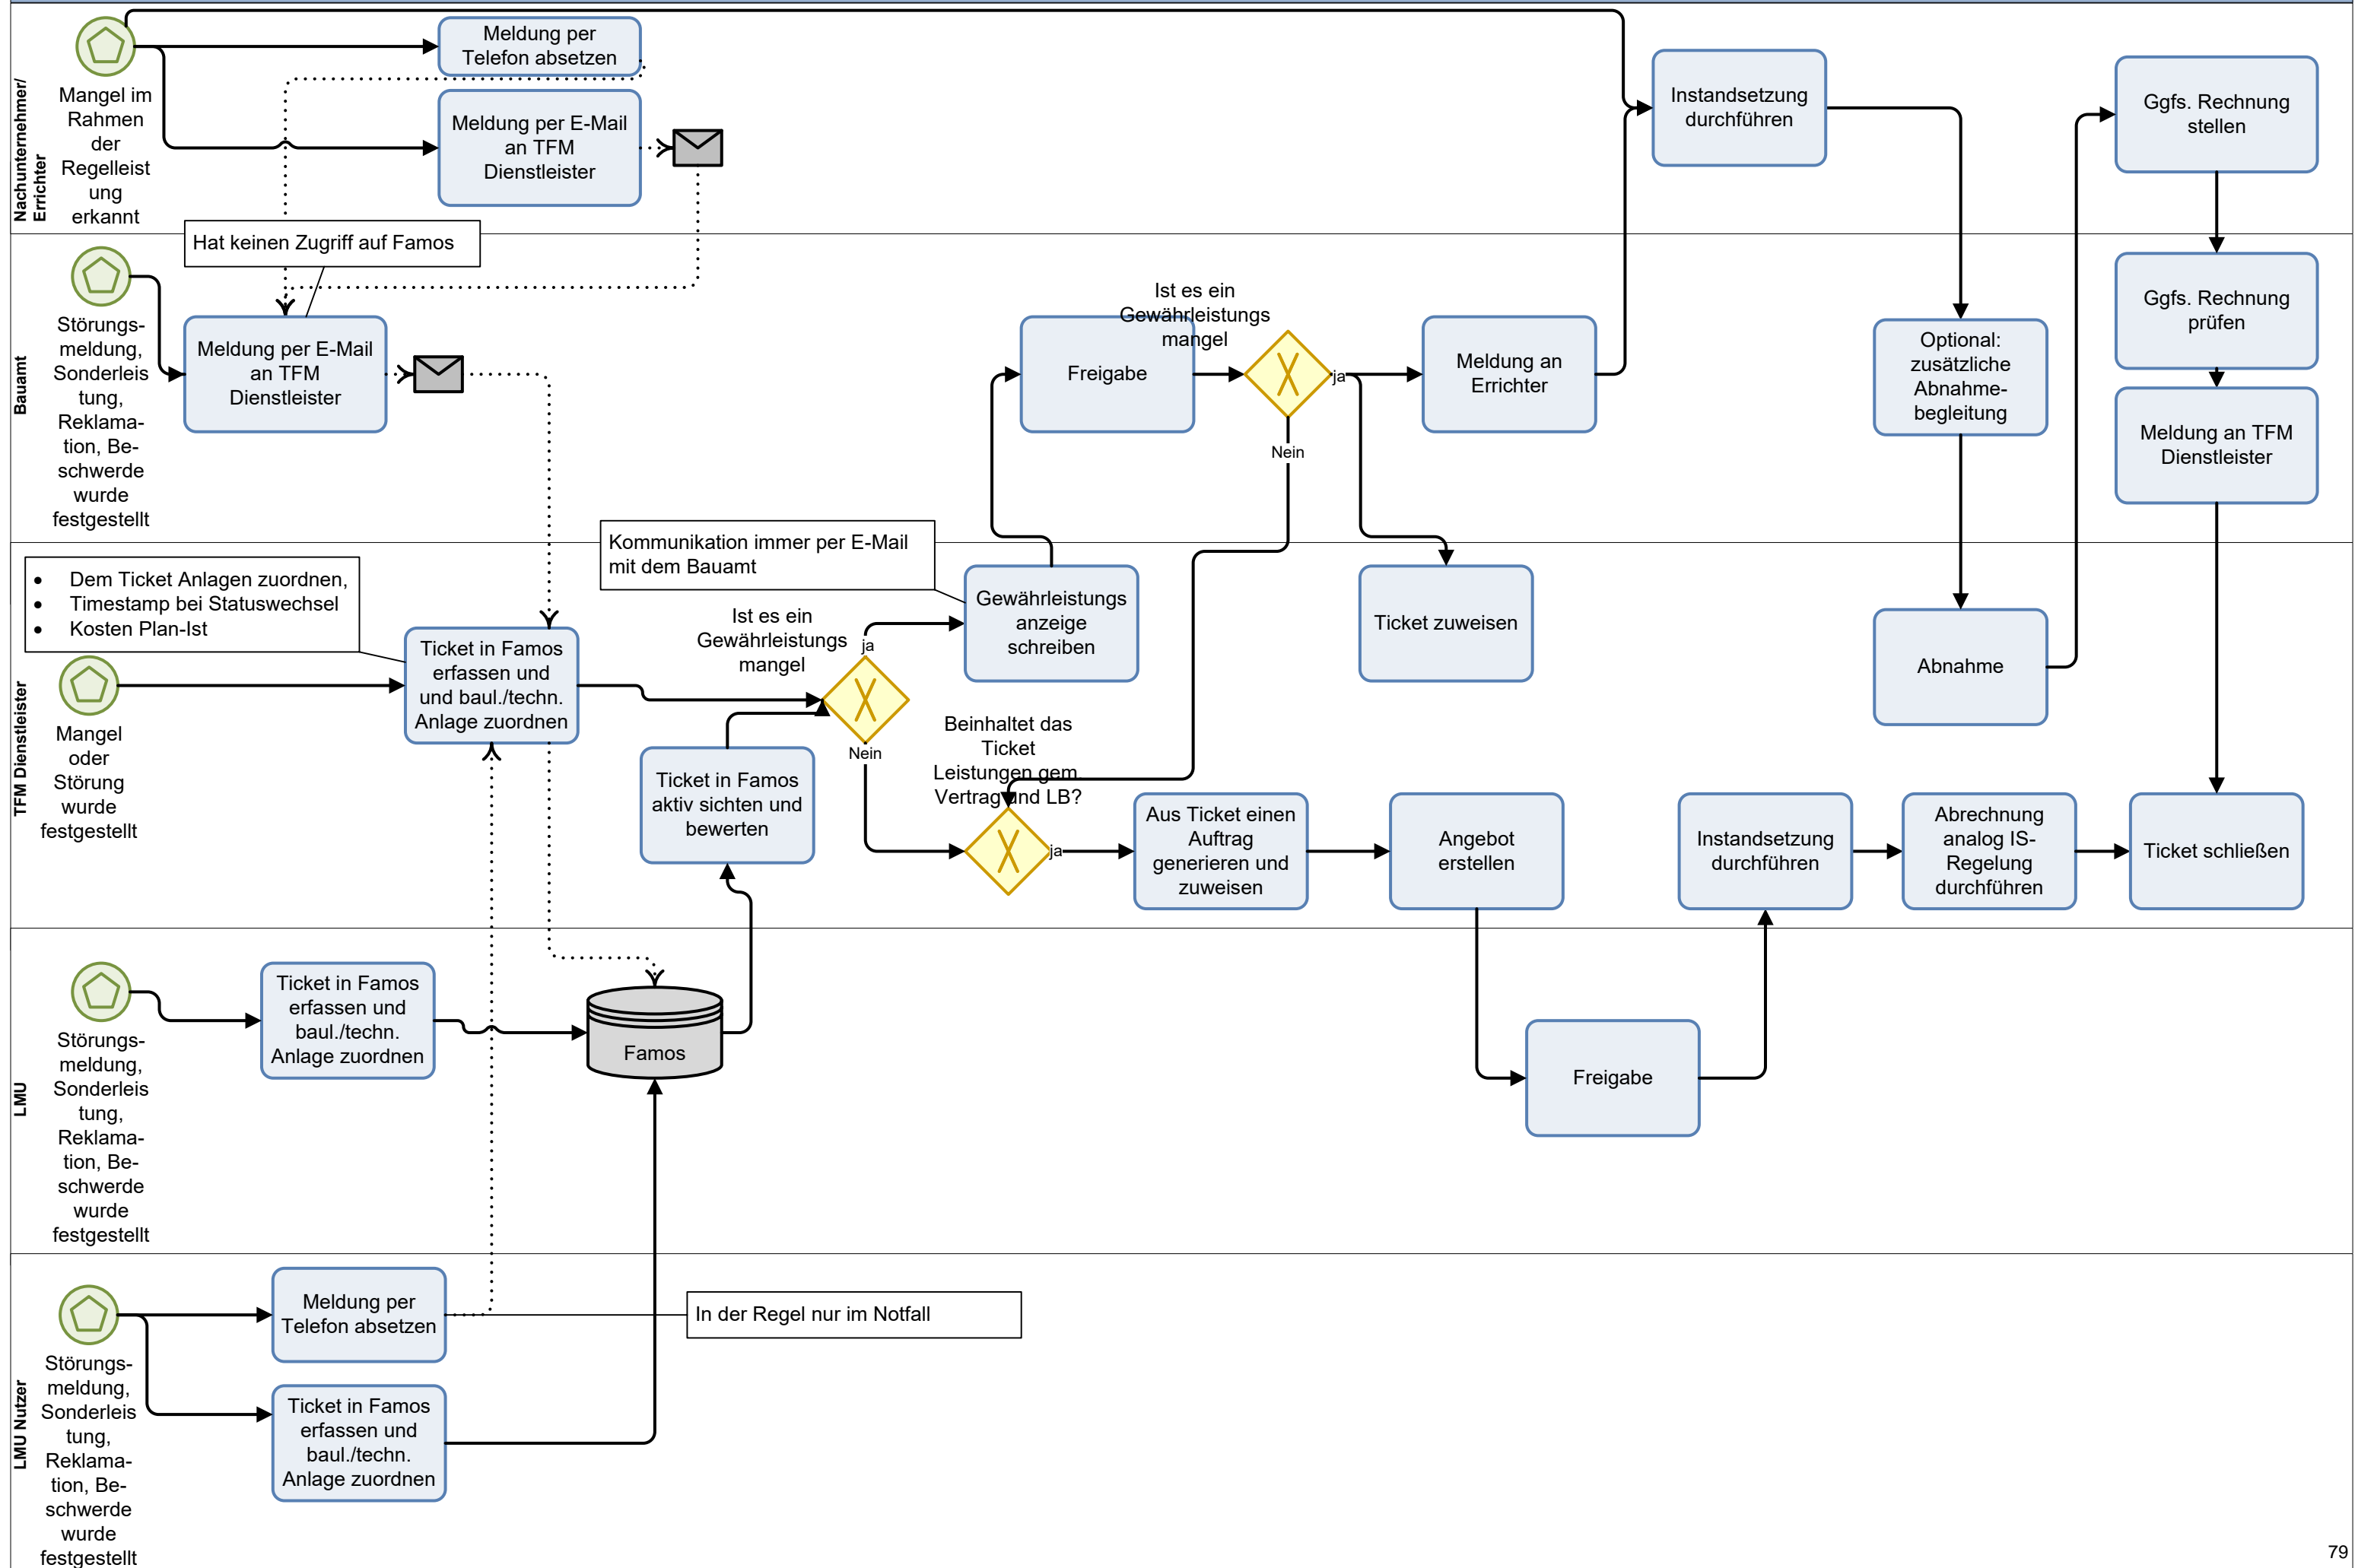 Nachunternehmer/
Errichter
Mangel im
Rahmen
der
Regelleist
ung
erkannt
Meldung per
Telefon absetzen
Meldung per E-Mail
an TFM
Dienstleister
Instandsetzung
durchführen
Ggfs. Rechnung
stellen
Bauamt
Störungs-
meldung,
Sonderleis
tung,
Reklama-
tion, Be-
schwerde
wurde
festgestellt
Hat keinen Zugriff auf Famos
Meldung per E-Mail
an TFM
Dienstleister
Freigabe
Ist es ein
Gewährleistungs
mangel
ja
Nein
Meldung an
Errichter
Optional:
zusätzliche
Abnahme-
begleitung
Ggfs. Rechnung
prüfen
Meldung an TFM
Dienstleister
TFM Dienstleister
• Dem Ticket Anlagen zuordnen,
• Timestamp bei Statuswechsel
• Kosten Plan-Ist
Mangel
oder
Störung
wurde
festgestellt
Ticket in Famos
erfassen und
und baul./techn.
Anlage zuordnen
Kommunikation immer per E-Mail
mit dem Bauamt
Ist es ein
Gewährleistungs
mangel
ja
Nein
Ticket in Famos
aktiv sichten und
bewerten
Gewährleistungs
anzeige
schreiben
Beinhaltet das
Ticket
Leistungen gem.
Vertrag und LB?
ja
Ticket zuweisen
Aus Ticket einen
Auftrag
generieren und
zuweisen
Angebot
erstellen
Abnahme
Instandsetzung
durchführen
Abrechnung
analog IS-
Regelung
durchführen
Ticket schließen
LMU
Störungs-
meldung,
Sonderleis
tung,
Reklama-
tion, Be-
schwerde
wurde
festgestellt
Ticket in Famos
erfassen und
baul./techn.
Anlage zuordnen
Famos
Freigabe
LMU Nutzer
Störungs-
meldung,
Sonderleis
tung,
Reklama-
tion, Be-
schwerde
wurde
festgestellt
Meldung per
Telefon absetzen
In der Regel nur im Notfall
Ticket in Famos
erfassen und
baul./techn.
Anlage zuordnen
79